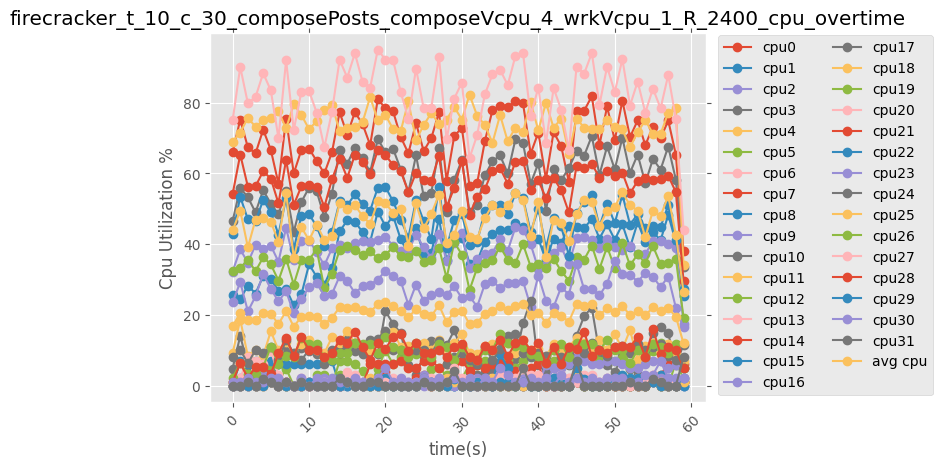 firecracker_t_10_c_30_composePosts_composeVcpu_4_wrkVcpu_1_R_2400_cpu_overtime
Cpu Utilization %
80
60
40
20
0
0
10
20
30
40
50
60
time(s)
cpu0
cpu1
cpu2
cpu3
cpu4
cpu5
cpu6
cpu7
cpu8
cpu9
cpu10
cpu11
cpu12
cpu13
cpu14
cpu15
cpu16
cpu17
cpu18
cpu19
cpu20
cpu21
cpu22
cpu23
cpu24
cpu25
cpu26
cpu27
cpu28
cpu29
cpu30
cpu31
avg cpu